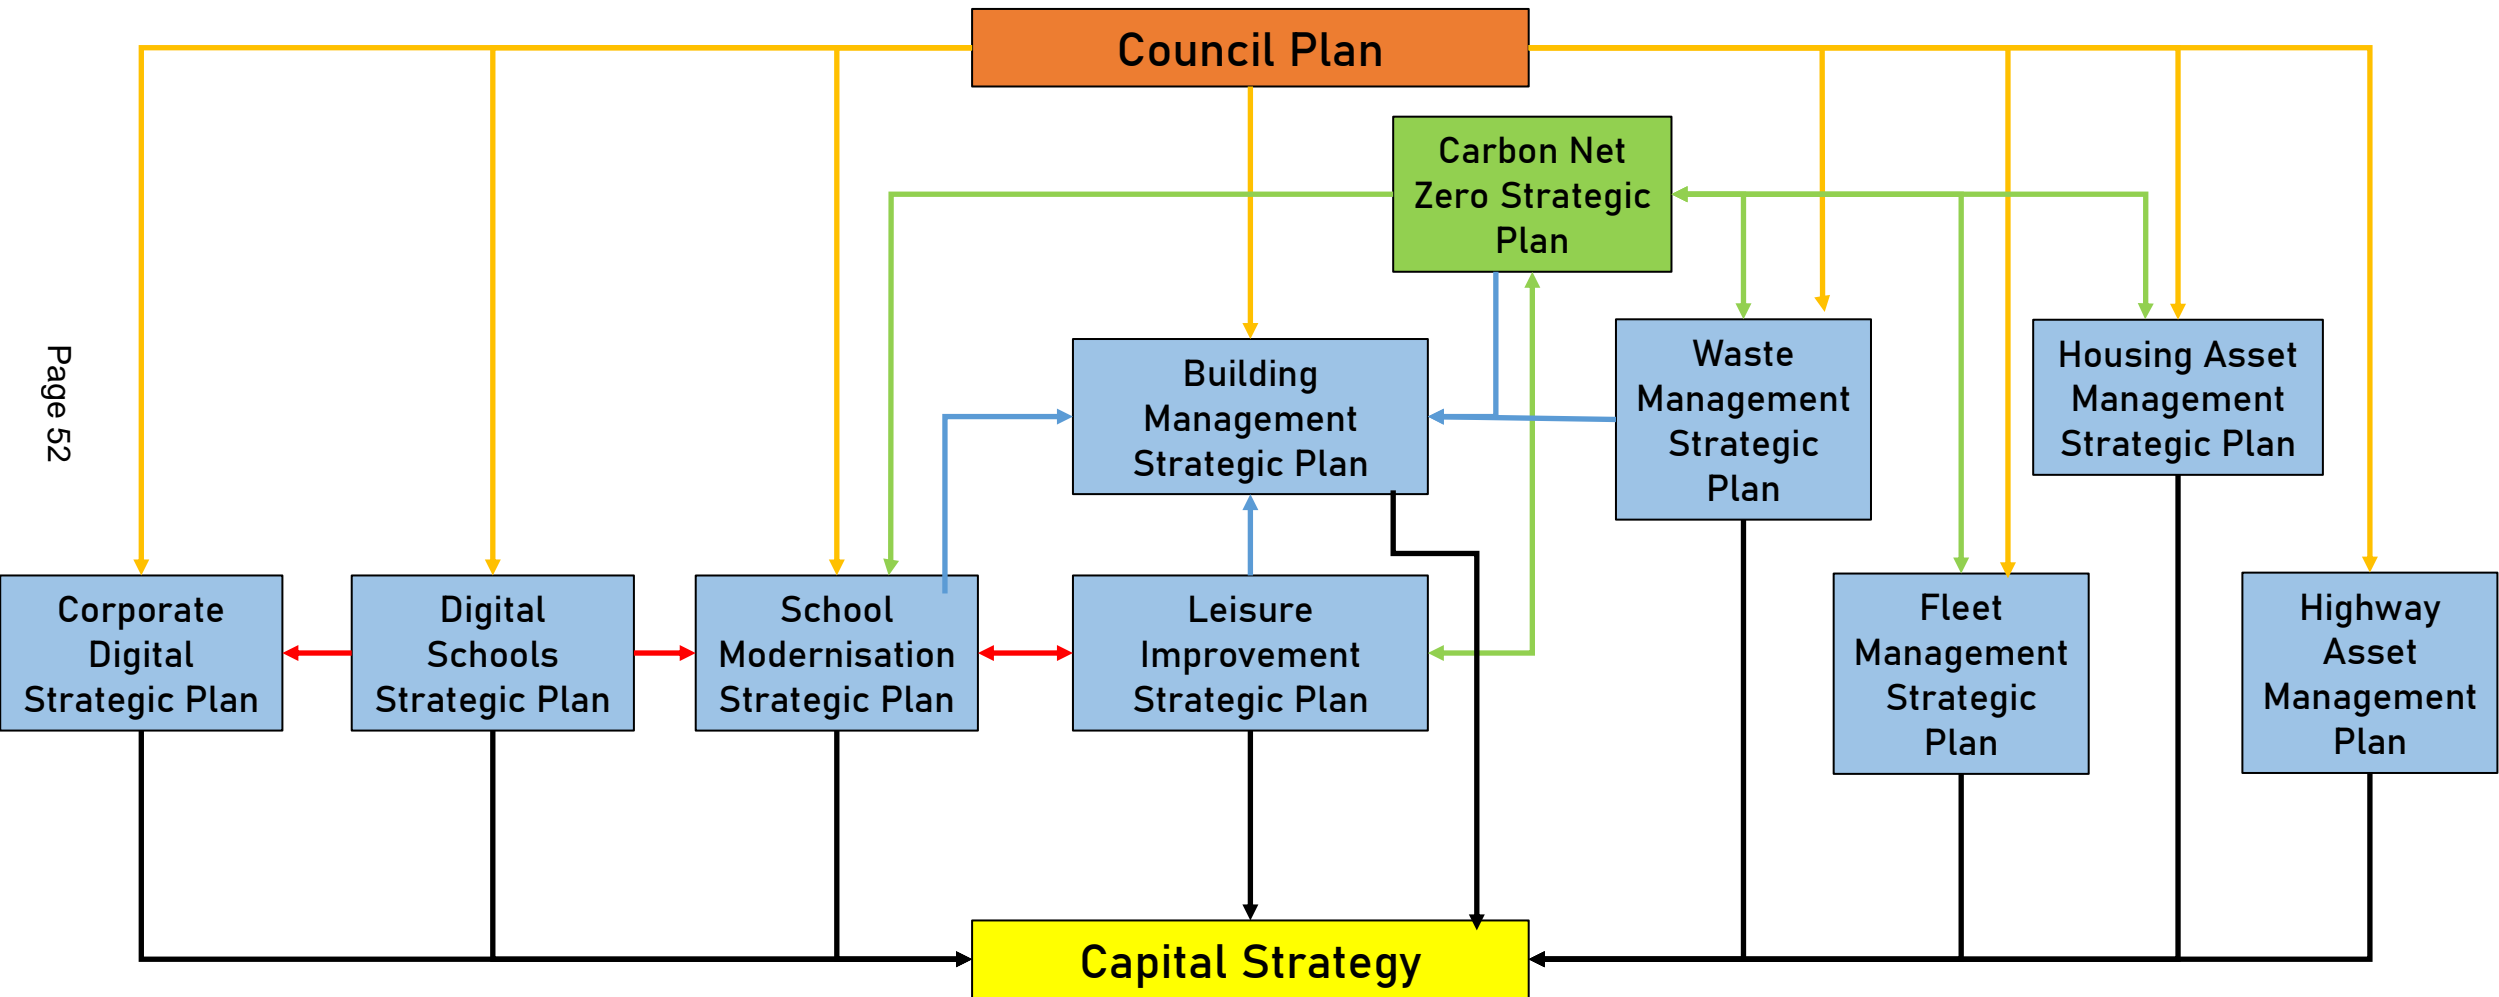 Council Plan
Carbon Net
Zero Strategic
Plan
Building
Management
Strategic Plan
Waste
Management
Strategic
Plan
Housing Asset
Management
Strategic Plan
Page 52
Corporate
Digital
Strategic Plan
Digital
Schools
Strategic Plan
School
Modernisation
Strategic Plan
Leisure
Improvement
Strategic Plan
Fleet
Management
Strategic
Plan
Highway
Asset
Management
Plan
Capital Strategy